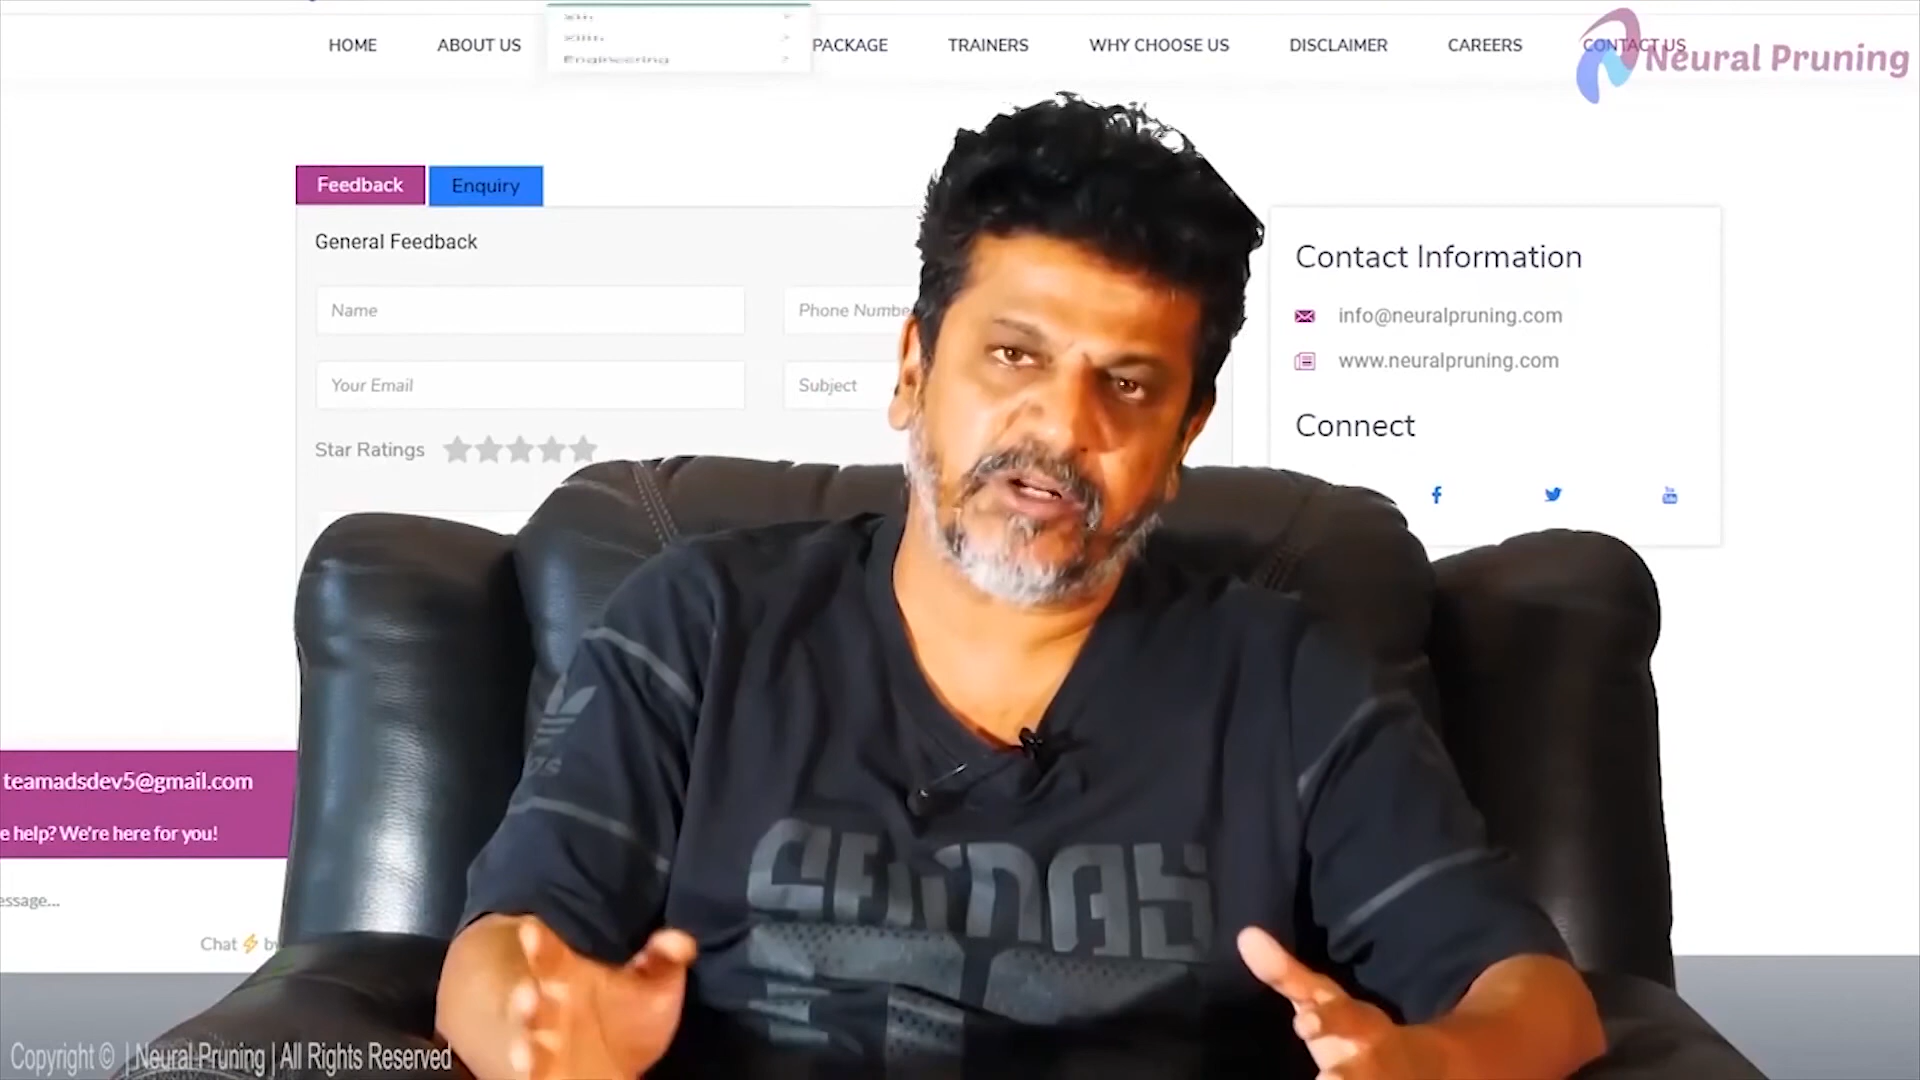 HOME
ABOUT US
Engineering
PACKAGE
TRAINERS
WHY CHOOSE US
DISCLAIMER
CAREERS
CONTACT US
Neural Pruning
Feedback
Enquiry
General Feedback
Name
Phone Numbe
Your Email
Subject
Star Ratings
Contact Information
info@neuralpruning.com
www.neuralpruning.com
Connect
teamadsdev5@gmail.com
e help? We're here for you!
essage...
Chat ⚡ by
Copyright © | Neural Pruning | All Rights Reserved